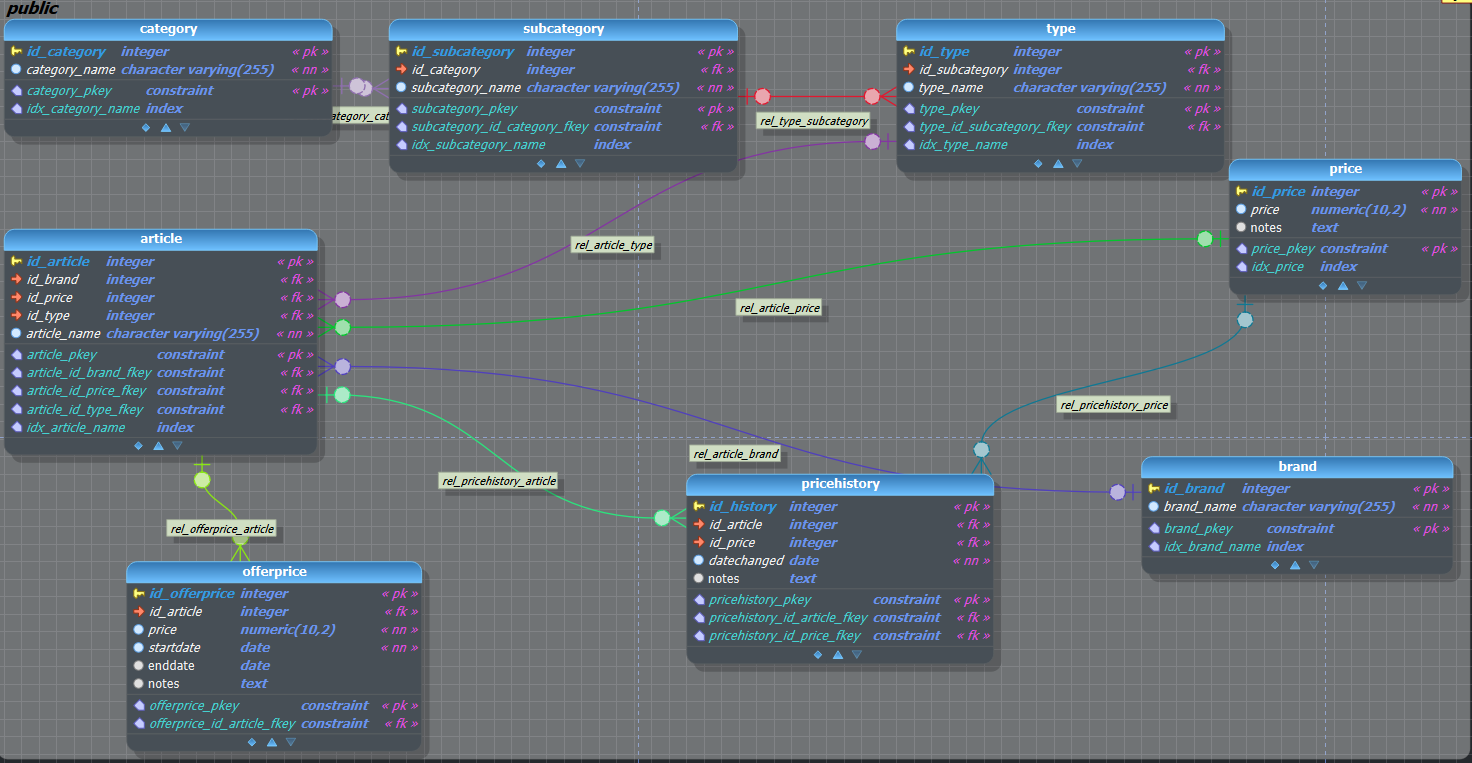 public
category
id_category integer « pk »
category_name character varying(255) « nn »
category_pkey constraint « pk »
idx_category_name index
subcategory
id_subcategory integer « pk »
id_category integer « fk »
subcategory_name character varying(255) « nn »
subcategory_pkey constraint « pk »
subcategory_id_category_fkey constraint « fk »
idx_subcategory_name index
type
id_type integer « pk »
id_subcategory integer « fk »
type_name character varying(255) « nn »
type_pkey constraint « pk »
type_id_subcategory_fkey constraint « fk »
idx_type_name index
rel_type_subcategory
price
id_price integer « pk »
price numeric(10,2) « nn »
notes text
price_pkey constraint « pk »
idx_price index
article
id_article integer « pk »
id_brand integer « fk »
id_price integer « fk »
id_type integer « fk »
article_name character varying(255) « nn »
article_pkey constraint « pk »
article_id_brand_fkey constraint « fk »
article_id_price_fkey constraint « fk »
article_id_type_fkey constraint « fk »
idx_article_name index
rel_article_type
rel_article_price
rel_pricehistory_price
rel_article_brand
rel_pricehistory_article
rel_offerprice_article
pricehistory
id_history integer « pk »
id_article integer « fk »
id_price integer « fk »
datechanged date « nn »
notes text
pricehistory_pkey constraint « pk »
pricehistory_id_article_fkey constraint « fk »
pricehistory_id_price_fkey constraint « fk »
brand
id_brand integer « pk »
brand_name character varying(255) « nn »
brand_pkey constraint « pk »
idx_brand_name index
offerprice
id_offerprice integer « pk »
id_article integer « fk »
price numeric(10,2) « nn »
startdate date « nn »
enddate date
notes text
offerprice_pkey constraint « pk »
offerprice_id_article_fkey constraint « fk »